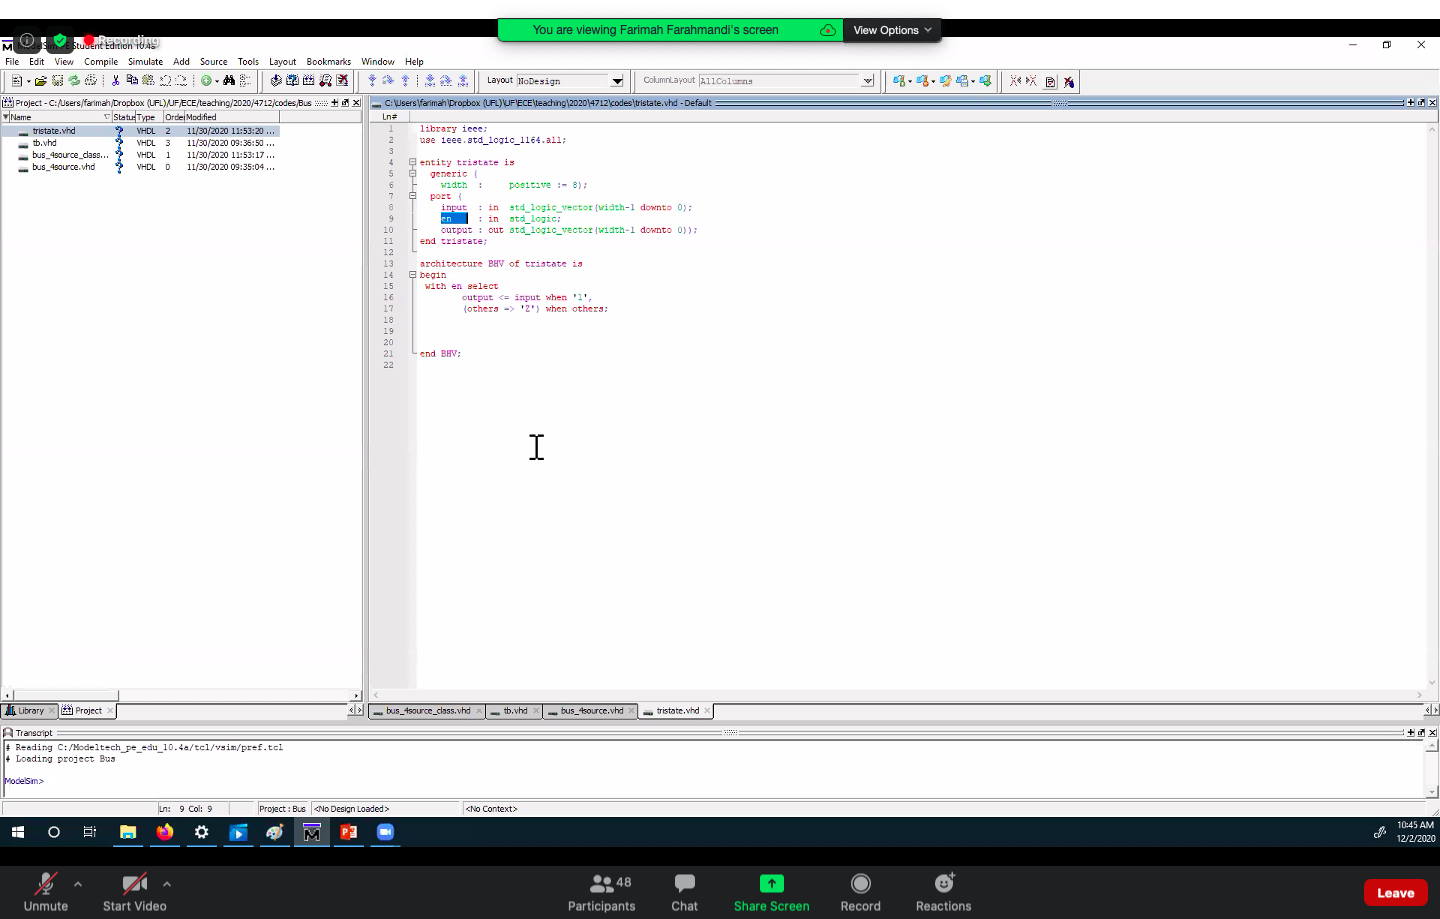 You are viewing Farimah Farahmandi's screen
View Options
Recording
Student Edition 10.4a
File Edit View Compile Simulate Add Source Tools Layout Bookmarks Window Help
Layout NoDesign
ColumnLayout AllColumns
Project - C:/Users/farimah/Dropbox (UFL)/UF/ECE/teaching/2020/4712/codes/Bus
Name Status Type Orde Modified
tristate.vhd VHDL 2 11/30/2020 11:53:20 ...
tb.vhd VHDL 3 11/30/2020 09:36:50 ...
bus_4source_class... VHDL 1 11/30/2020 11:53:17 ...
bus_4source.vhd VHDL 0 11/30/2020 09:35:04 ...
C:\Users\farimah\Dropbox (UFL)\UF\ECE\teaching\2020\4712\codes\tristate.vhd - Default
Ln#
1 library ieee;
2 use ieee.std_logic_1164.all;
3
4 entity tristate is
5 generic (
6 width : positive := 8);
7 port (
8 input : in std_logic_vector(width-1 downto 0);
9 en : in std_logic;
10 output : out std_logic_vector(width-1 downto 0));
11 end tristate;
12
13 architecture BHV of tristate is
14 begin
15 with en select
16 output <= input when '1',
17 (others => 'Z') when others;
18
19
20
21 end BHV;
22
Library Project
bus_4source_class.vhd tb.vhd bus_4source.vhd tristate.vhd
Transcript
# Reading C:/Modeltech_pe_edu_10.4a/tcl/vsim/pref.tcl
# Loading project Bus
ModelSim>
Ln: 9 Col: 9 Project : Bus <No Design Loaded> <No Context>
10:45 AM
12/2/2020
48
Unmute Start Video Participants Chat Share Screen Record Reactions Leave